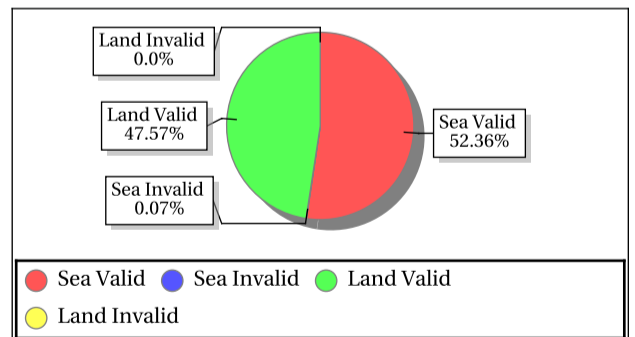 Land Invalid
0.0%
Land Valid
47.57%
Sea Valid
52.36%
Sea Invalid
0.07%
Sea Valid
Sea Invalid
Land Valid
Land Invalid